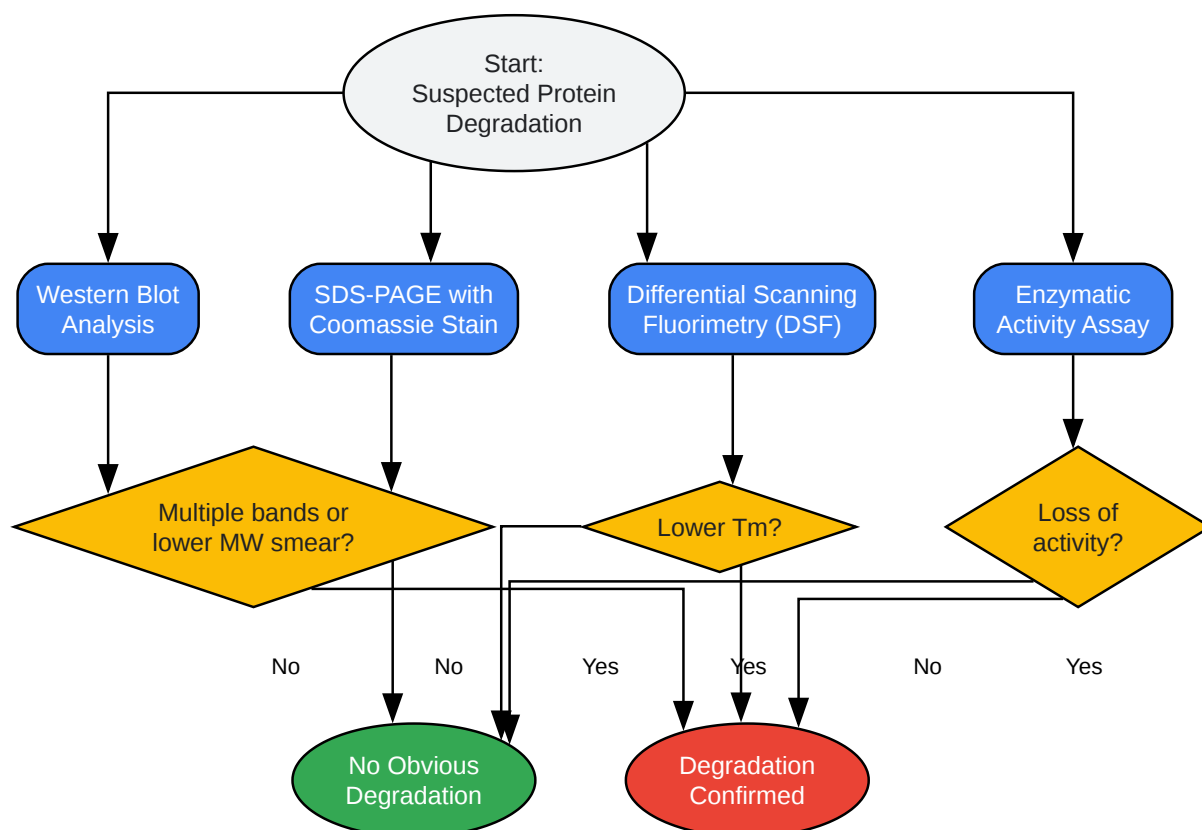 Start:
Suspected Protein
Degradation
Western Blot
Analysis
SDS-PAGE with
Coomassie Stain
Differential Scanning
Fluorimetry (DSF)
Enzymatic
Activity Assay
Multiple bands or
lower MW smear?
Lower Tm?
Loss of
activity?
No
No
Yes
Yes
No
Yes
No Obvious
Degradation
Degradation
Confirmed